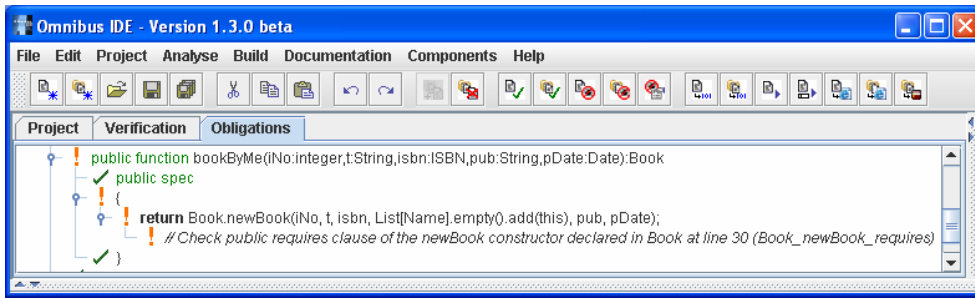 Omnibus IDE - Version 1.3.0 beta
File Edit Project Analyse Build Documentation Components Help
Project Verification Obligations
public function bookByMe(iNo:integer,t:String,isbn:ISBN,pub:String,pDate:Date):Book
public spec
{
return Book.newBook(iNo, t, isbn, List[Name].empty().add(this), pub, pDate);
// Check public requires clause of the newBook constructor declared in Book at line 30 (Book_newBook_requires)
}